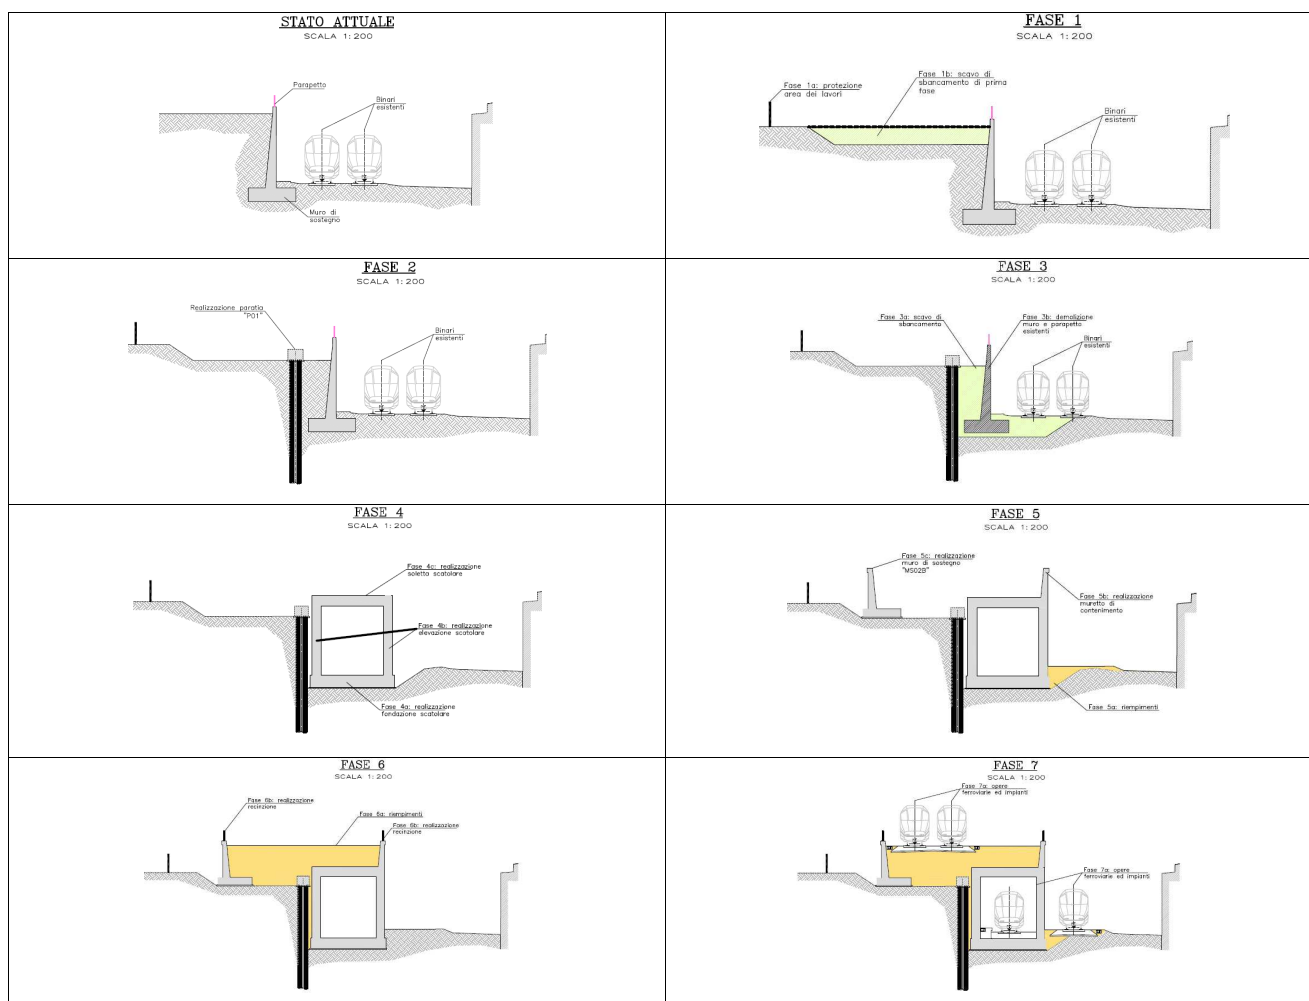 STATO ATTUALE
SCALA 1:200
Parapetto
Binari
esistenti
Muro di
sostegno
FASE 1
SCALA 1:200
Fase 1a: protezione
area dei lavori
Fase 1b: scavo di
sbancamento di prima
fase
Binari
esistenti
FASE 2
SCALA 1:200
Realizzazione paratia
"P01"
Binari
esistenti
FASE 3
SCALA 1:200
Fase 3a: scavo di
sbancamento
Fase 3b: demolizione
muro e parapetto
esistenti
Binari
esistenti
FASE 4
SCALA 1:200
Fase 4c: realizzazione
soletta scatolare
Fase 4b: realizzazione
elevazione scatolare
Fase 4a: realizzazione
fondazione scatolare
FASE 5
SCALA 1:200
Fase 5c: realizzazione
muro di sostegno
"MS02B"
Fase 5b: realizzazione
muretto di
contenimento
Fase 5a: riempimenti
FASE 6
SCALA 1:200
Fase 6b: realizzazione
recinzione
Fase 6a: riempimenti
Fase 6b: realizzazione
recinzione
FASE 7
SCALA 1:200
Fase 7a: opere
ferroviarie ed impianti
Fase 7a: opere
ferroviarie ed impianti